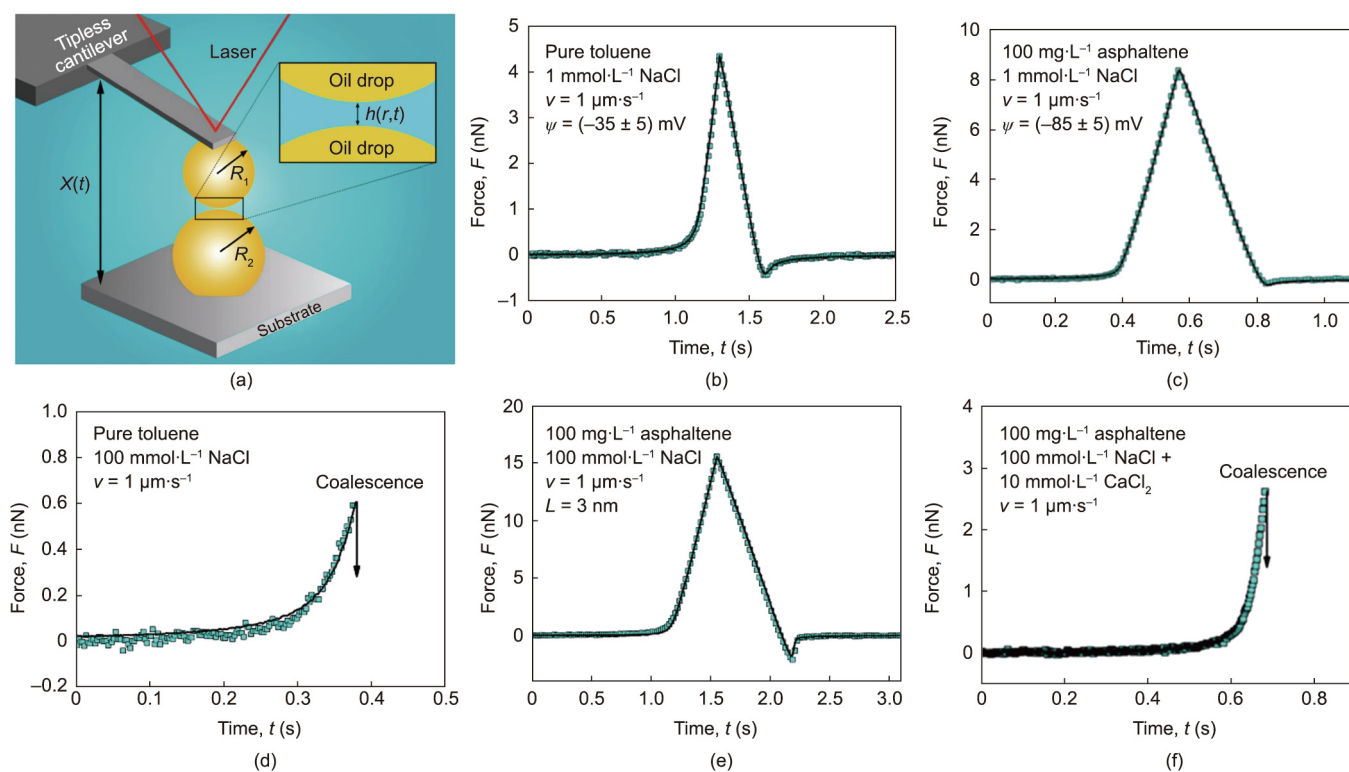 Tipless
cantilever
Laser
Oil drop
h(r,t)
Oil drop
X(t)
R1
R2
Substrate
(a)
5
4
3
2
1
0
–1
Force, F (nN)
Pure toluene
1 mmol·L⁻¹ NaCl
v = 1 μm·s⁻¹
ψ = (–35 ± 5) mV
0
0.5
1.0
1.5
2.0
2.5
Time, t (s)
(b)
10
8
6
4
2
0
Force, F (nN)
100 mg·L⁻¹ asphaltene
1 mmol·L⁻¹ NaCl
v = 1 μm·s⁻¹
ψ = (–85 ± 5) mV
0
0.2
0.4
0.6
0.8
1.0
Time, t (s)
(c)
1.0
0.8
0.6
0.4
0.2
0
–0.2
Force, F (nN)
Pure toluene
100 mmol·L⁻¹ NaCl
v = 1 μm·s⁻¹
Coalescence
0
0.1
0.2
0.3
0.4
0.5
Time, t (s)
(d)
20
15
10
5
0
Force, F (nN)
100 mg·L⁻¹ asphaltene
100 mmol·L⁻¹ NaCl
v = 1 μm·s⁻¹
L = 3 nm
0
0.5
1.0
1.5
2.0
2.5
3.0
Time, t (s)
(e)
4
3
2
1
0
Force, F (nN)
100 mg·L⁻¹ asphaltene
100 mmol·L⁻¹ NaCl +
10 mmol·L⁻¹ CaCl₂
v = 1 μm·s⁻¹
Coalescence
0
0.2
0.4
0.6
0.8
Time, t (s)
(f)